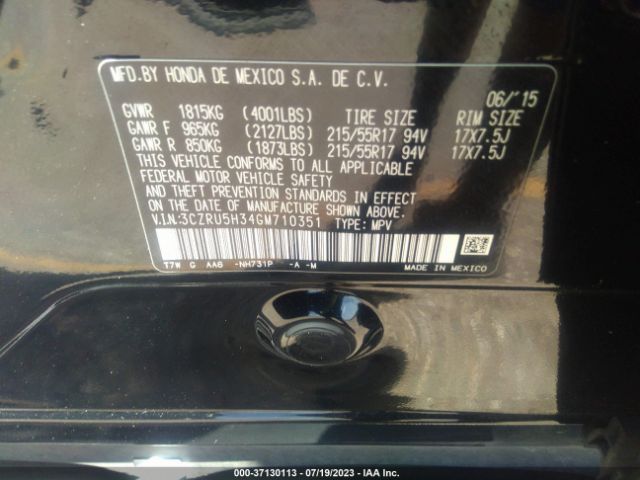 MFD.BY HONDA DE MEXICO S.A. DE C.V.
06/'15
GVWR 1815KG (4001LBS) TIRE SIZE RIM SIZE
GAWR F 965KG (2127LBS) 215/55R17 94V 17X7.5J
GAWR R 850KG (1873LBS) 215/55R17 94V 17X7.5J
THIS VEHICLE CONFORMS TO ALL APPLICABLE
FEDERAL MOTOR VEHICLE SAFETY
AND THEFT PREVENTION STANDARDS IN EFFECT
ON THE DATE OF MANUFACTURE SHOWN ABOVE.
V.I.N:3CZRU5H34GM710351 TYPE: MPV
T7W G AA6 -NH731P -A -M MADE IN MEXICO
000-37130113 - 07/19/2023 - IAA Inc.